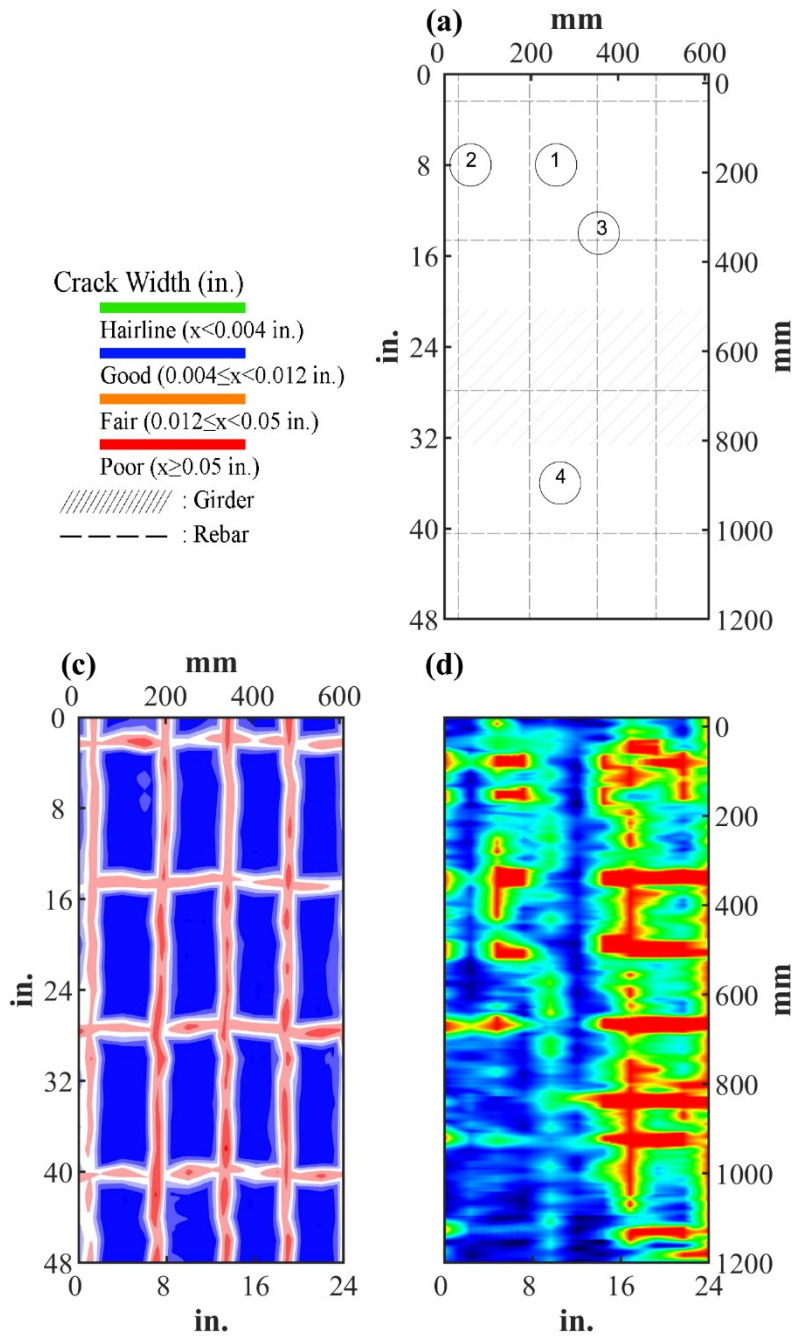 (a)
mm
0 200 400 600
0
8
16
24
32
40
48
in.
0
200
400
600
800
1000
1200
mm
2
1
3
4
Crack Width (in.)
Hairline (x<0.004 in.)
Good (0.004≤x<0.012 in.)
Fair (0.012≤x<0.05 in.)
Poor (x≥0.05 in.)
: Girder
: Rebar
(c)
mm
0 200 400 600
0
8
16
24
32
40
48
in.
0 8 16 24
in.
(d)
0
200
400
600
800
1000
1200
mm
0 8 16 24
in.